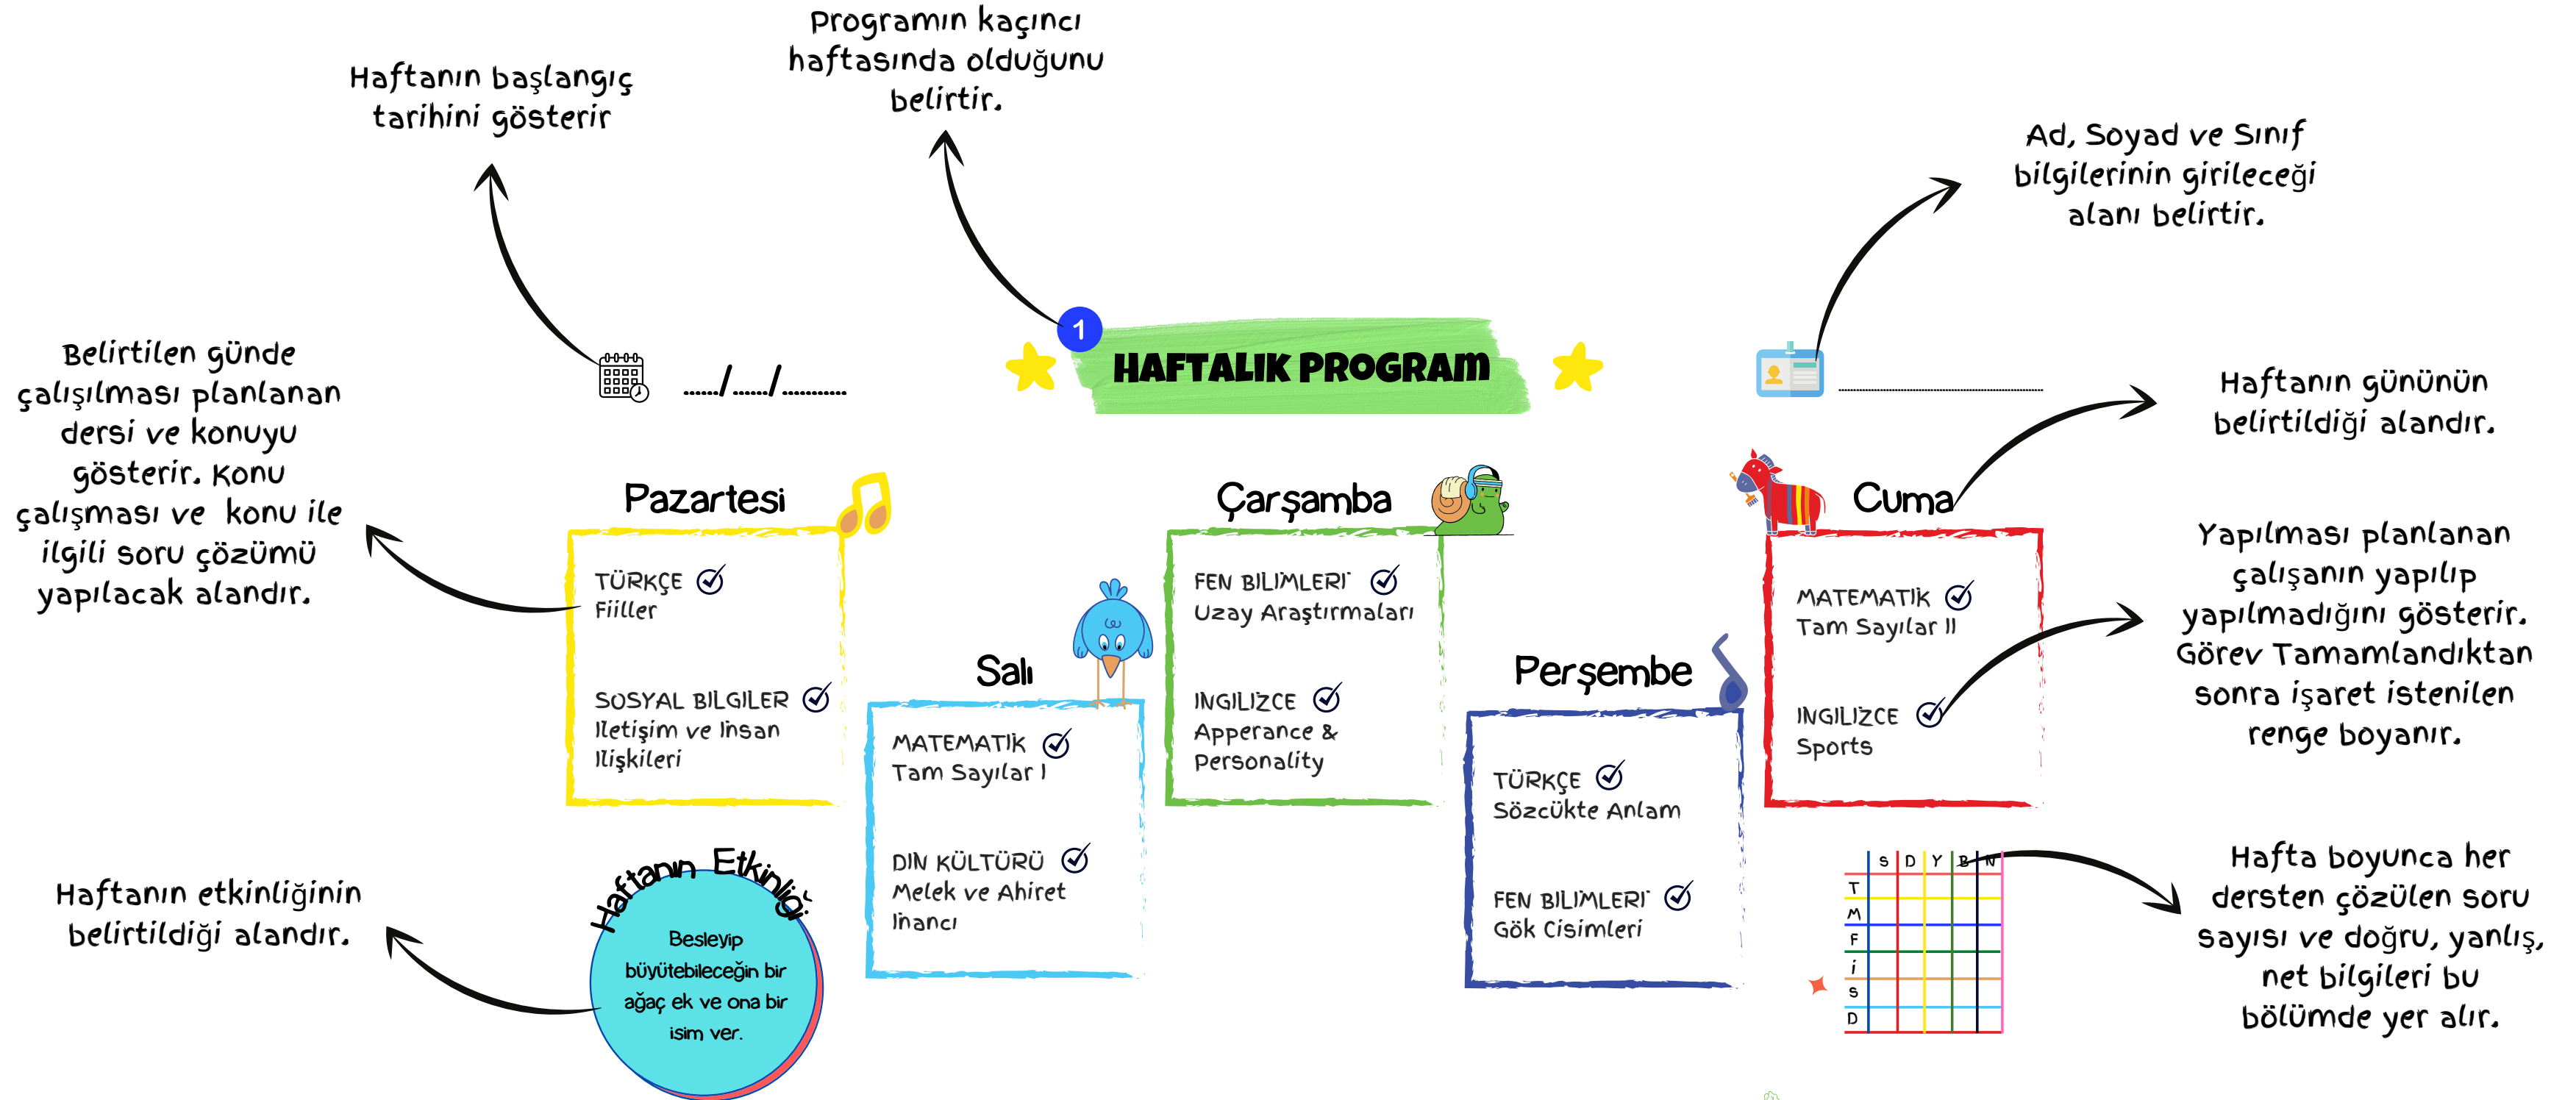 Programın kaçıncı
haftasında olduğunu
belirtir.
Haftanın başlangıç
tarihini gösterir
Ad, Soyad ve Sınıf
bilgilerinin girileceği
alanı belirtir.
1
HAFTALIK PROGRAM
....../....../...........
Belirtilen günde
çalışılması planlanan
dersi ve konuyu
gösterir. Konu
çalışması ve konu ile
ilgili soru çözümü
yapılacak alandır.
Haftanın gününün
belirtildiği alandır.
Pazartesi
TÜRKÇE
Fiiller
SOSYAL BİLGİLER
İletişim ve İnsan
İlişkileri
Salı
MATEMATİK
Tam Sayılar I
DİN KÜLTÜRÜ
Melek ve Ahiret
İnancı
Çarşamba
FEN BİLİMLERİ
Uzay Araştırmaları
İNGİLİZCE
Apperance &
Personality
Perşembe
TÜRKÇE
Sözcükte Anlam
FEN BİLİMLERİ
Gök Cisimleri
Cuma
MATEMATİK
Tam Sayılar II
İNGİLİZCE
Sports
Yapılması planlanan
çalışanın yapılıp
yapılmadığını gösterir.
Görev Tamamlandıktan
sonra işaret istenilen
renge boyanır.
Haftanın etkinliğinin
belirtildiği alandır.
Haftanın Etkinliği
Besleyip
büyütebileceğin bir
ağaç ek ve ona bir
isim ver.
S D Y B N
T
M
F
İ
S
D
Hafta boyunca her
dersten çözülen soru
sayısı ve doğru, yanlış,
net bilgileri bu
bölümde yer alır.